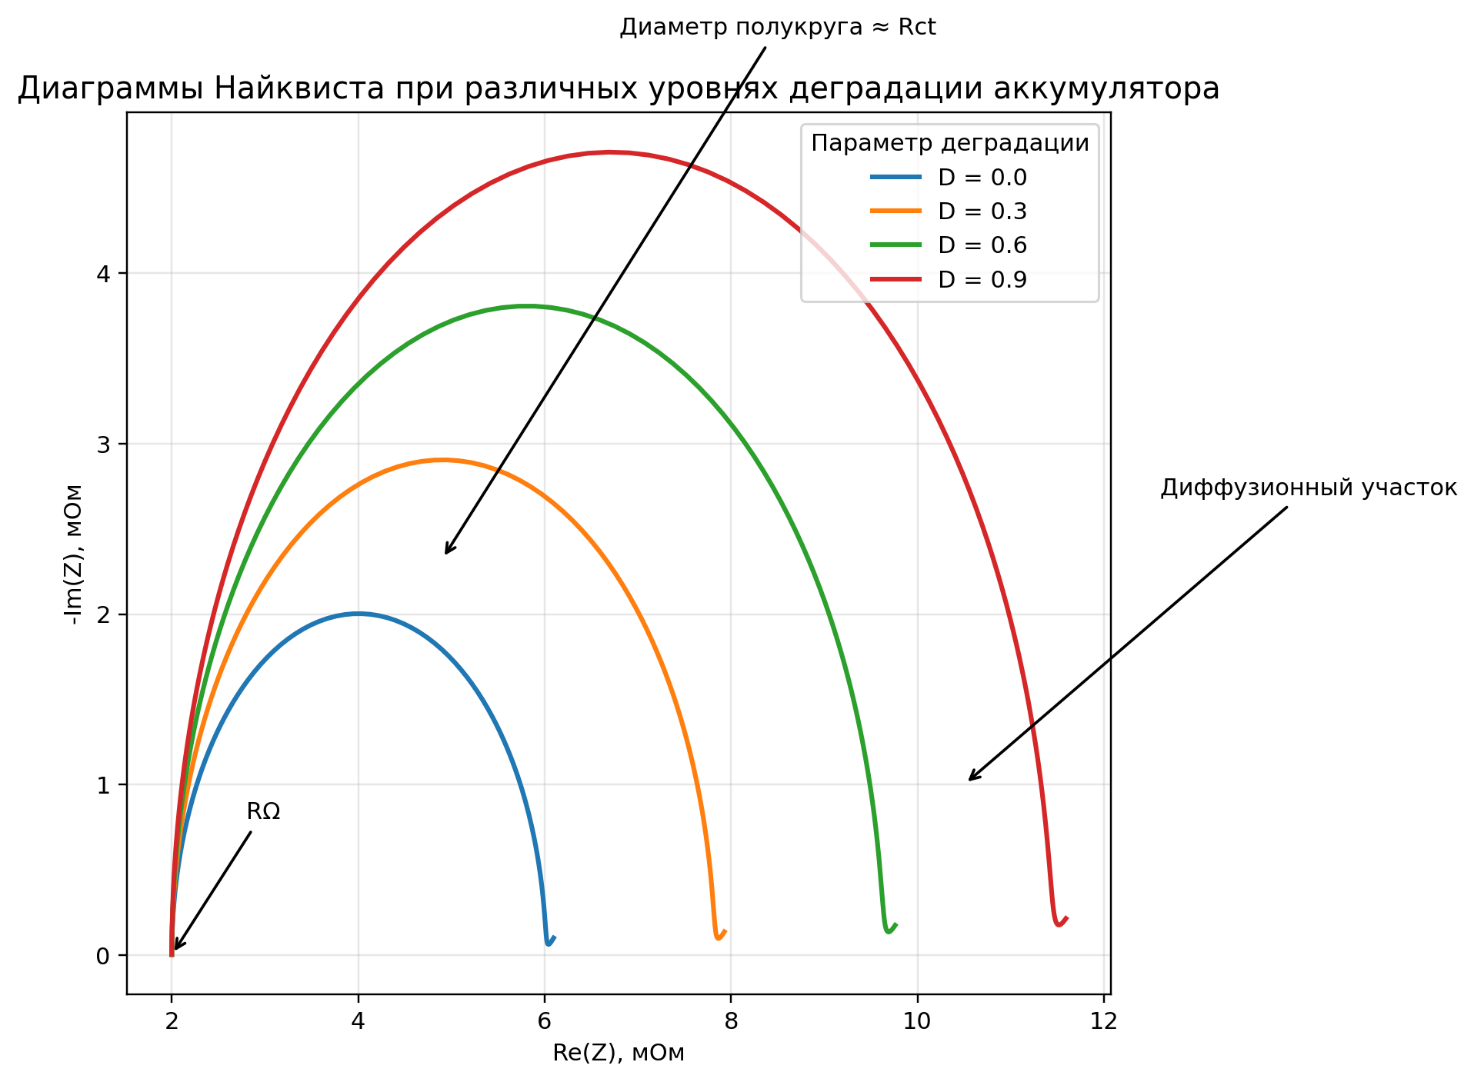 Диаметр полукруга ≈ Rct
Диаграммы Найквиста при различных уровнях деградации аккумулятора
Параметр деградации
D = 0.0
D = 0.3
D = 0.6
D = 0.9
4
3
2
1
0
-Im(Z), мОм
Диффузионный участок
RΩ
2 4 6 8 10 12
Re(Z), мОм